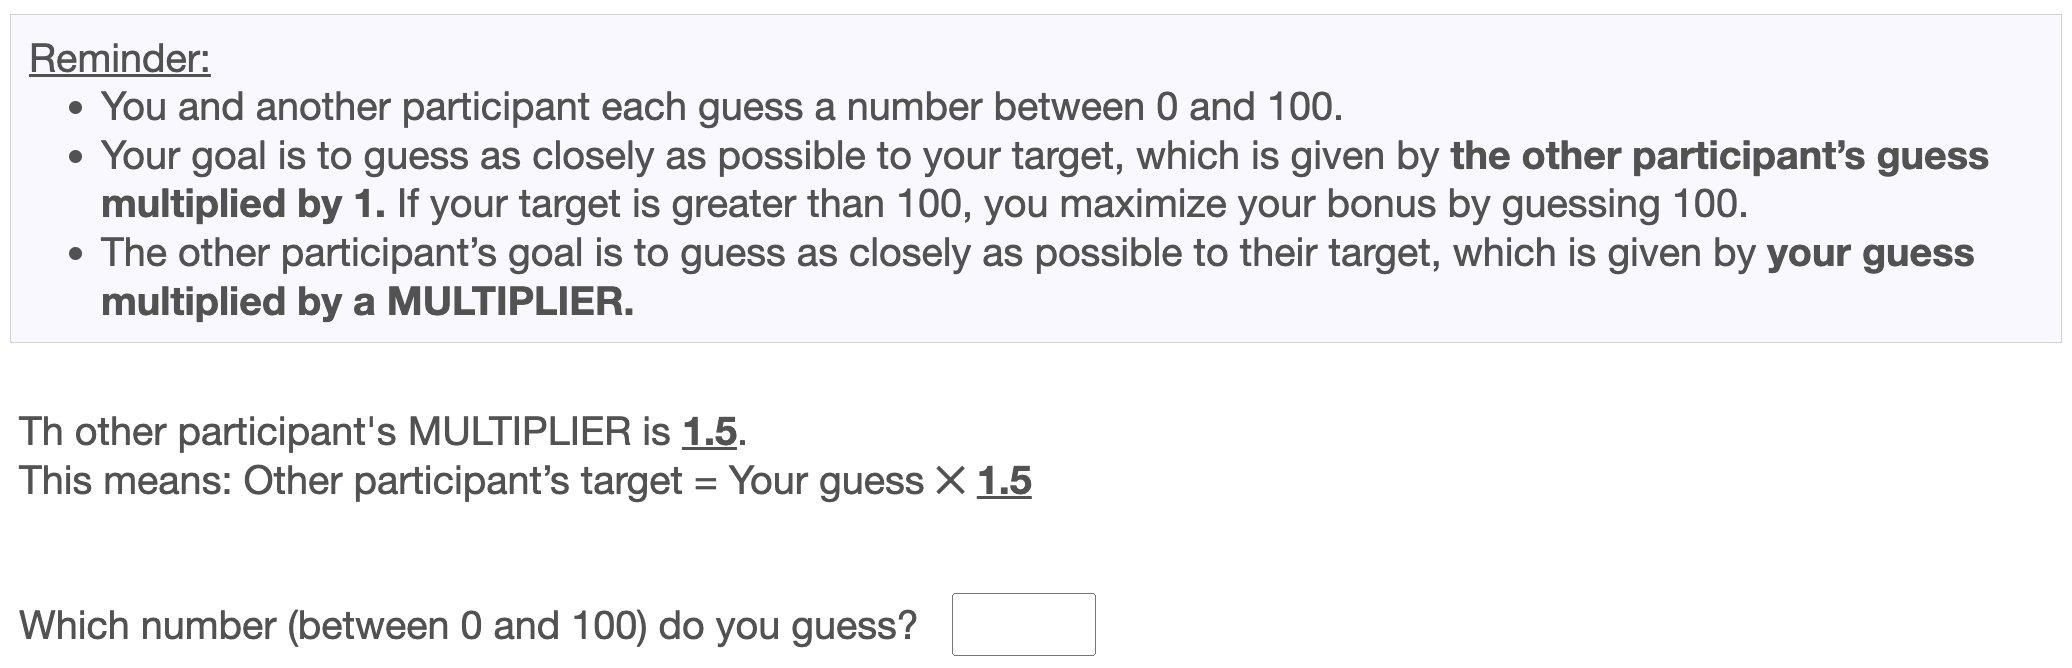 Reminder:
• You and another participant each guess a number between 0 and 100.
• Your goal is to guess as closely as possible to your target, which is given by the other participant’s guess
multiplied by 1. If your target is greater than 100, you maximize your bonus by guessing 100.
• The other participant’s goal is to guess as closely as possible to their target, which is given by your guess
multiplied by a MULTIPLIER.
Th other participant's MULTIPLIER is 1.5.
This means: Other participant’s target = Your guess × 1.5
Which number (between 0 and 100) do you guess?